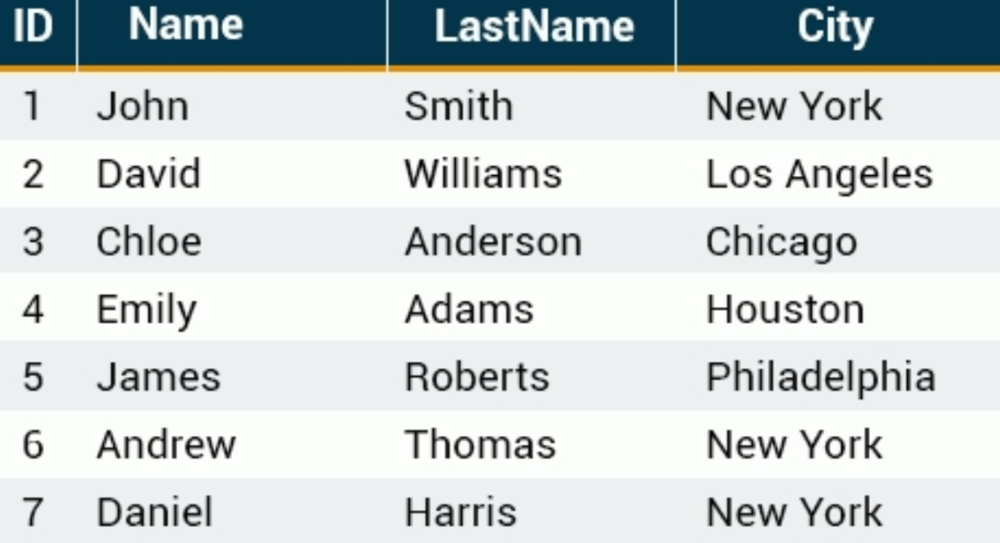 ID Name LastName City
1 John Smith New York
2 David Williams Los Angeles
3 Chloe Anderson Chicago
4 Emily Adams Houston
5 James Roberts Philadelphia
6 Andrew Thomas New York
7 Daniel Harris New York